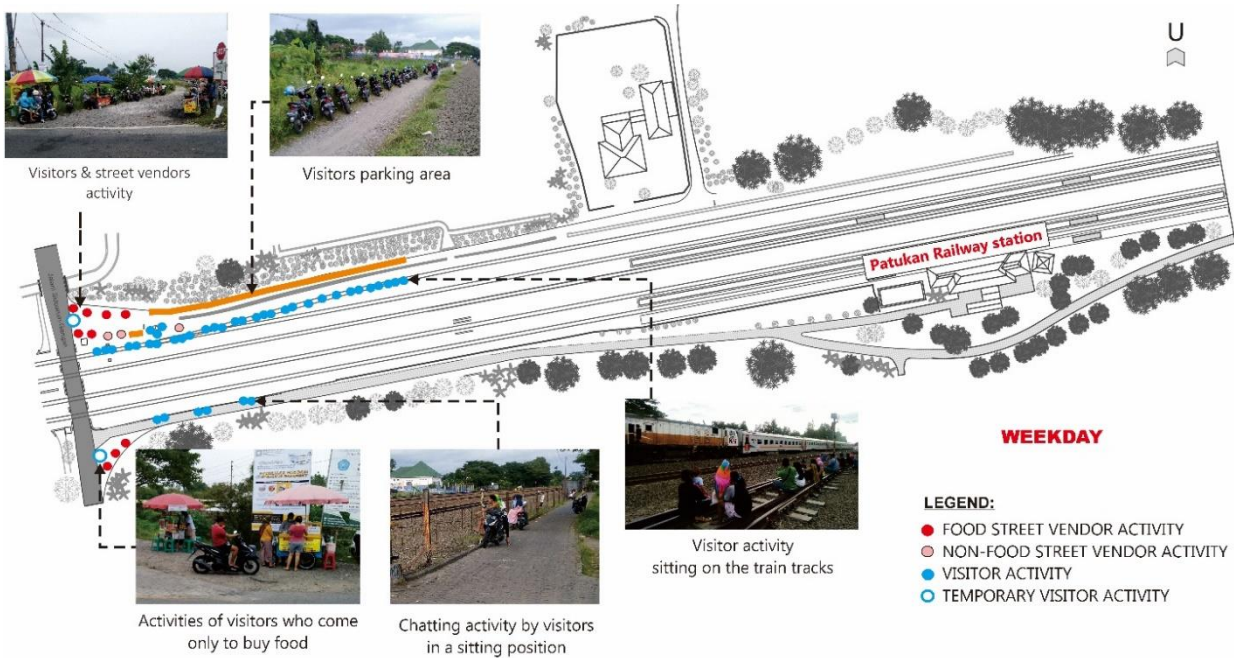 U
Visitors & street vendors
activity
Visitors parking area
Patukan Railway station
WEEKDAY
LEGEND:
FOOD STREET VENDOR ACTIVITY
NON-FOOD STREET VENDOR ACTIVITY
VISITOR ACTIVITY
TEMPORARY VISITOR ACTIVITY
Visitor activity
sitting on the train tracks
Activities of visitors who come
only to buy food
Chatting activity by visitors
in a sitting position